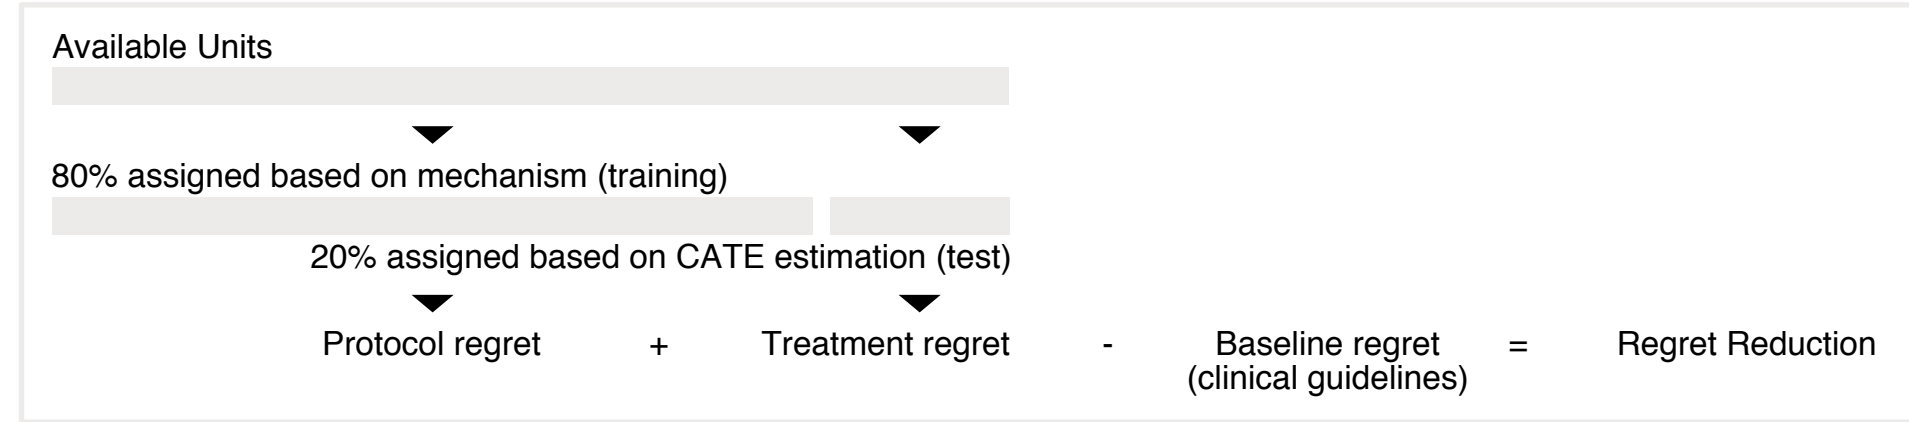 Available Units
80% assigned based on mechanism (training)
20% assigned based on CATE estimation (test)
Protocol regret + Treatment regret - Baseline regret = Regret Reduction
(clinical guidelines)